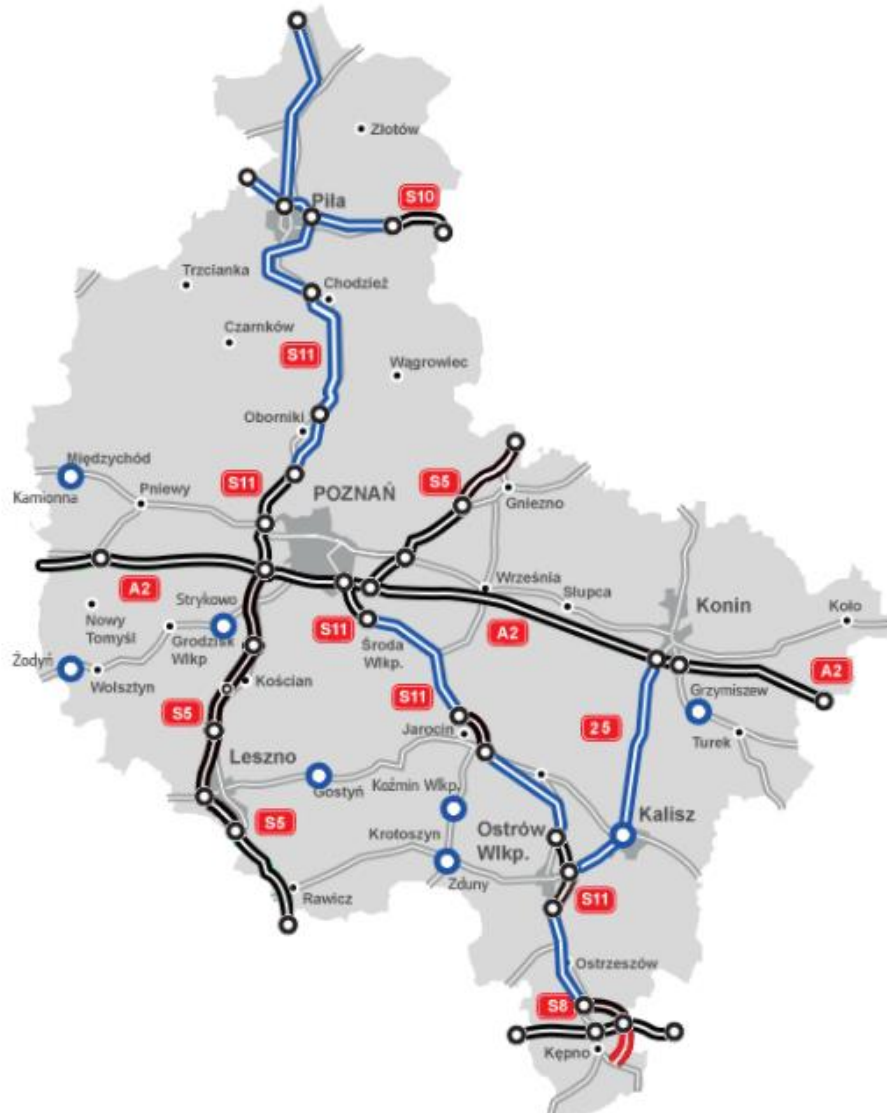 Złotów
Piła
S10
Trzcianka
Chodzież
Czarnków
S11
Wągrowiec
Oborniki
Międzychód
Kamionna
Pniewy
S11
POZNAŃ
S5
Gniezno
A2
Strykowo
Września
Słupca
Konin
Koło
Nowy
Tomyśl
Grodzisk
Wlkp
S11
Środa
Wlkp.
A2
Żodyń
Wolsztyn
Kościan
S11
A2
Grzymiszew
S5
Jarocin
25
Turek
Leszno
Gostyń
Koźmin Wlkp.
Kalisz
S5
Krotoszyn
Ostrów
Wlkp.
Rawicz
Zduny
S11
Ostrzeszów
S8
Kępno